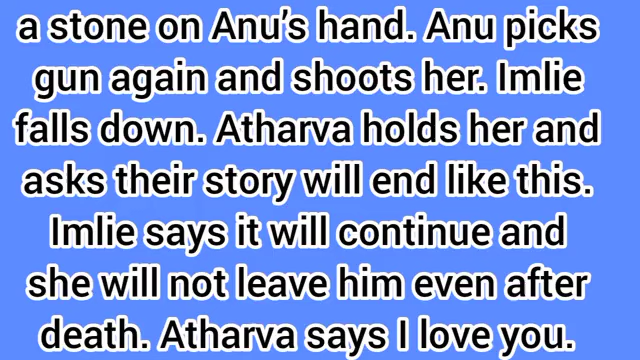 a stone on Anu’s hand. Anu picks
gun again and shoots her. Imlie
falls down. Atharva holds her and
asks their story will end like this.
Imlie says it will continue and
she will not leave him even after
death. Atharva says I love you.